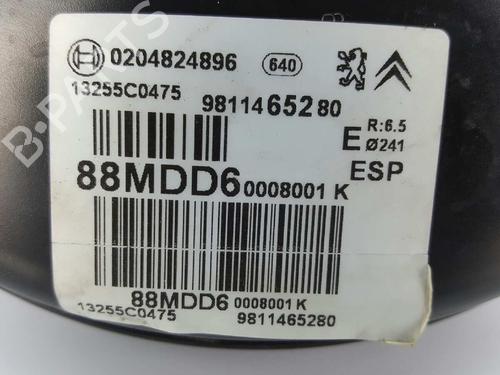 0204824896 640
13255C0475 9811465280
E R:6.5
Ø241
ESP
88MDD6 0008001 K
88MDD6 0008001 K
13255C0475 9811465280
B-PARTS